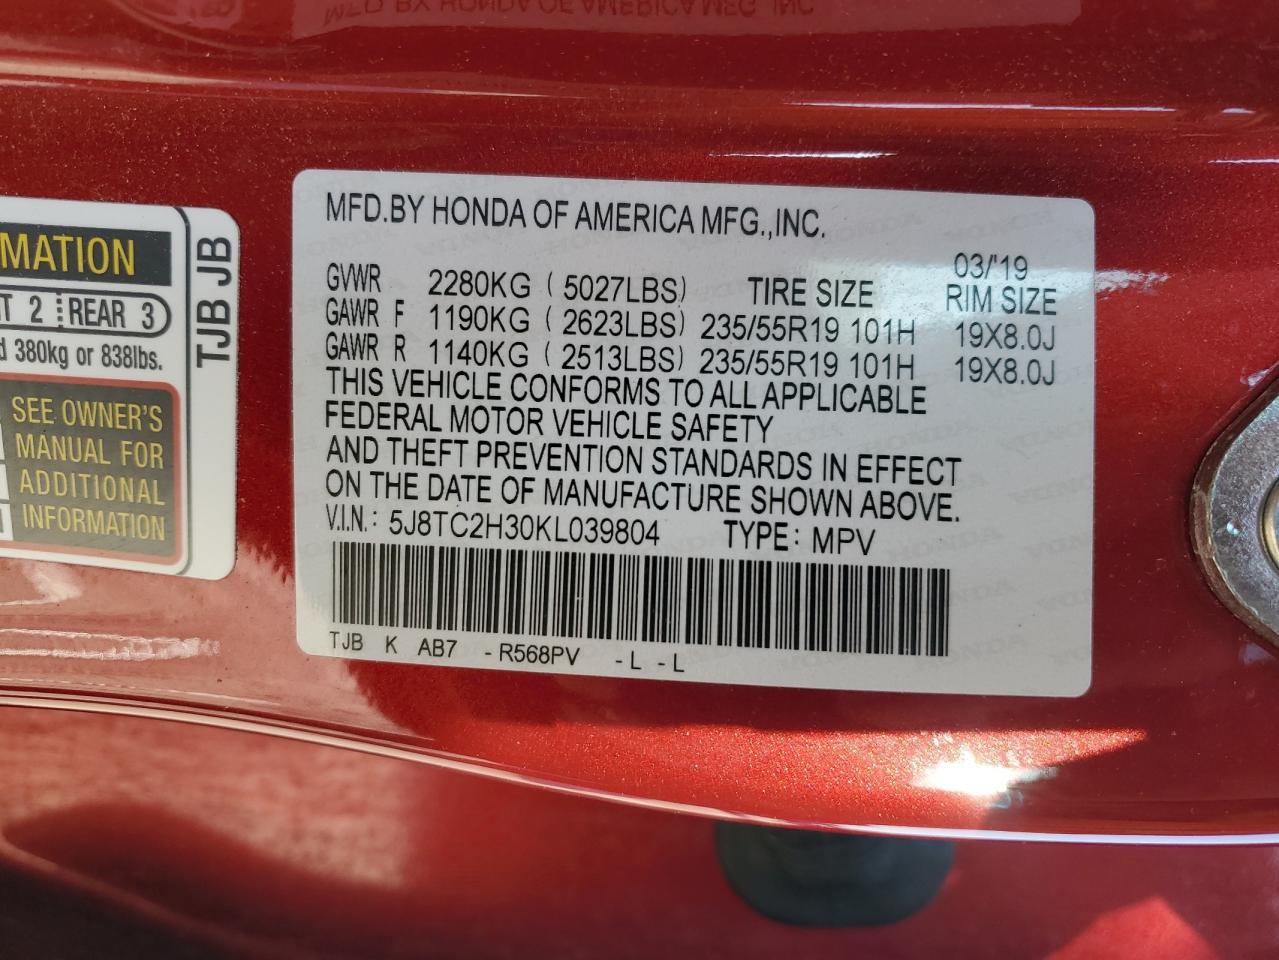 MATION
T 2 REAR 3
d 380kg or 838lbs.
SEE OWNER'S
MANUAL FOR
ADDITIONAL
INFORMATION
TJB JB
MFD.BY HONDA OF AMERICA MFG.,INC.
03/'19
GVWR 2280KG ( 5027LBS) TIRE SIZE RIM SIZE
GAWR F 1190KG ( 2623LBS) 235/55R19 101H 19X8.0J
GAWR R 1140KG ( 2513LBS) 235/55R19 101H 19X8.0J
THIS VEHICLE CONFORMS TO ALL APPLICABLE
FEDERAL MOTOR VEHICLE SAFETY
AND THEFT PREVENTION STANDARDS IN EFFECT
ON THE DATE OF MANUFACTURE SHOWN ABOVE.
V.I.N.: 5J8TC2H30KL039804 TYPE: MPV
TJB K AB7 -R568PV -L -L